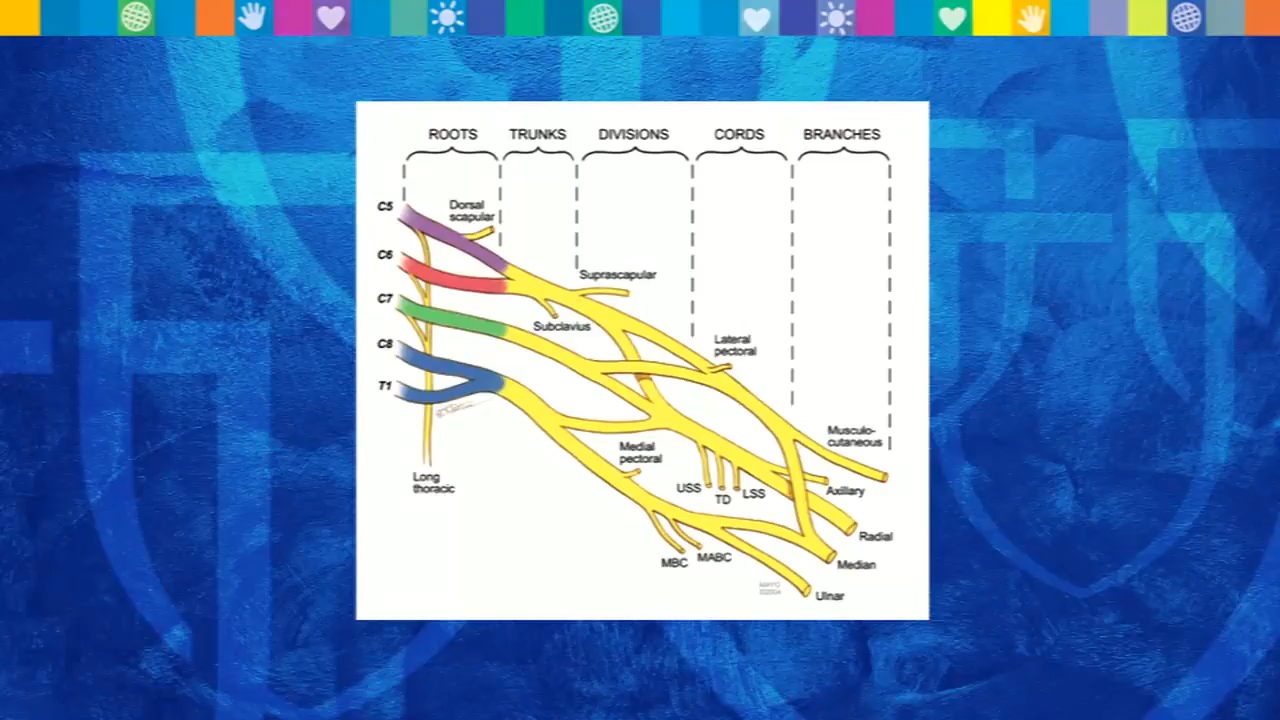 ROOTS TRUNKS DIVISIONS CORDS BRANCHES
C5
Dorsal
scapular
C6
Suprascapular
C7
Subclavius
Lateral
pectoral
C8
T1
Musculo-
cutaneous
Medial
pectoral
Long
thoracic
USS
TD
LSS
Axillary
Radial
MBC
MABC
Median
Ulnar